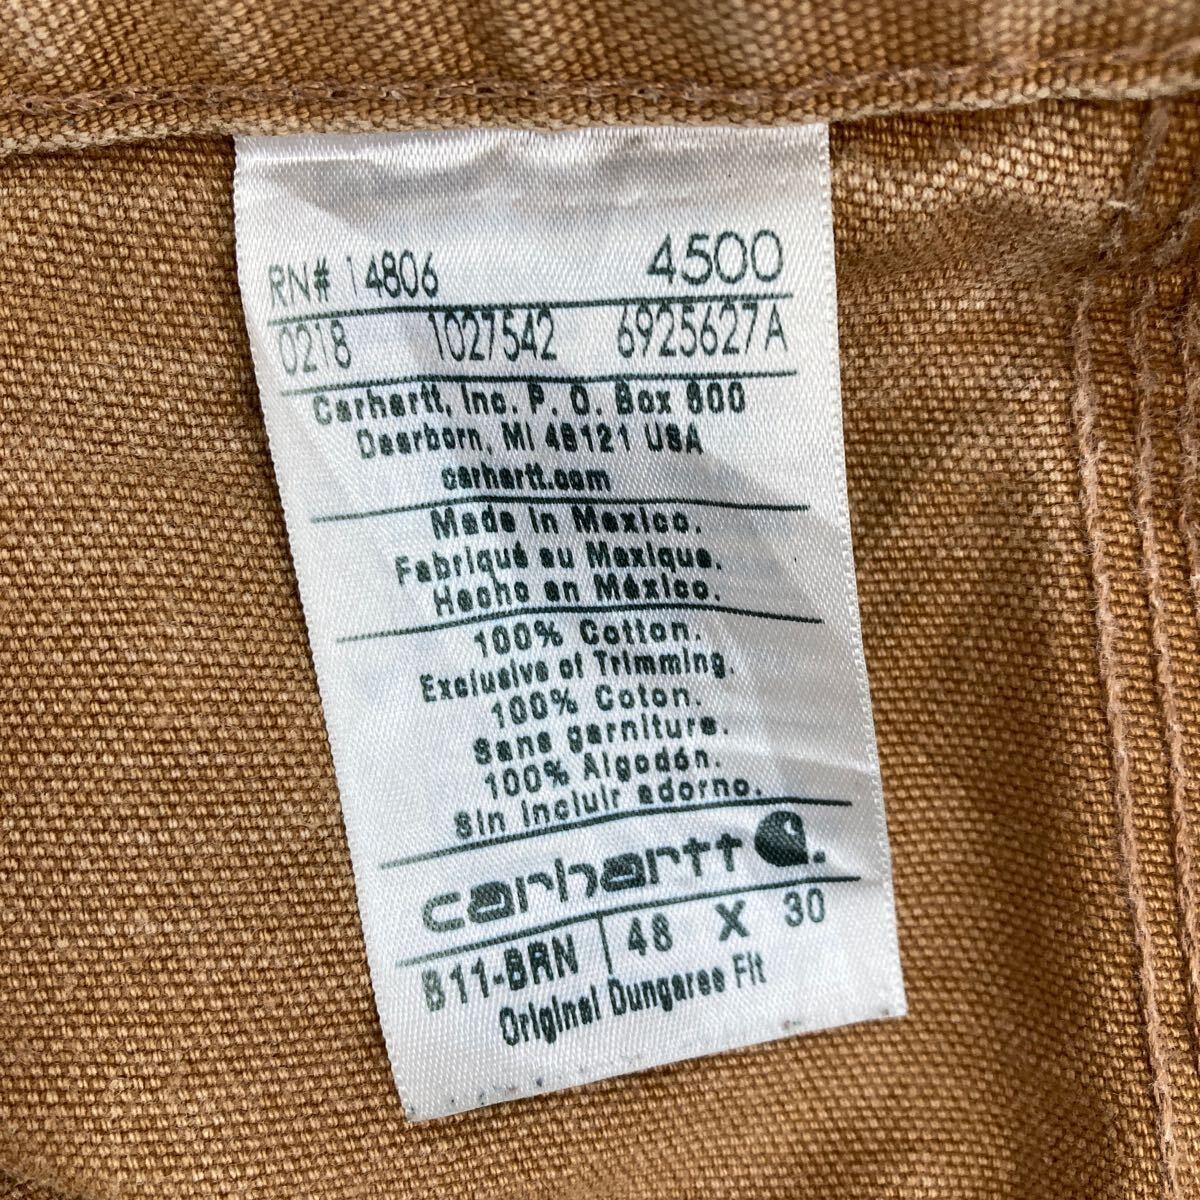 RN# 14806 4500
0218 1027542 6925627A
Carhartt, Inc. P. O. Box 600
Dearborn, MI 48121 USA
carhartt.com
Made in Mexico.
Fabriqué au Mexique.
Hecho en México.
100% Cotton.
Exclusive of Trimming.
100% Coton.
Sans garniture.
100% Algodón.
Sin incluir adorno.
carhartt
B11-BRN 48 X 30
Original Dungaree Fit